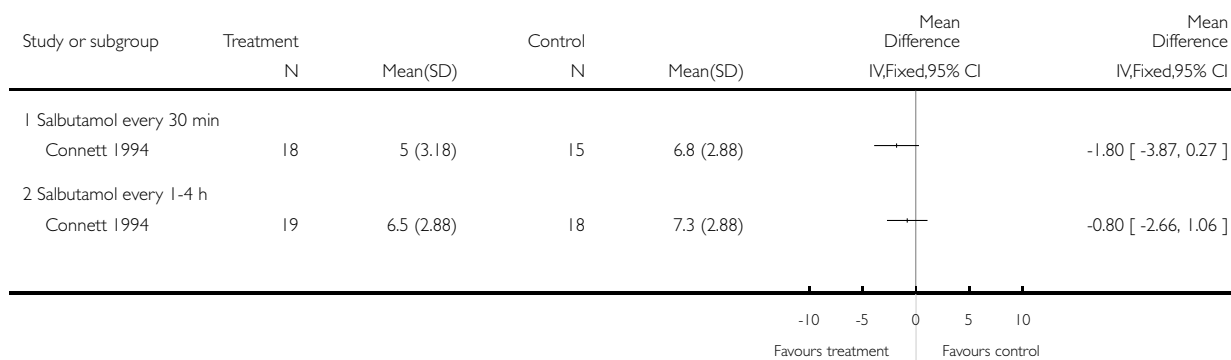 Study or subgroup Treatment Control Mean Difference Mean Difference
N Mean(SD) N Mean(SD) IV,Fixed,95% CI IV,Fixed,95% CI
1 Salbutamol every 30 min
Connett 1994 18 5 (3.18) 15 6.8 (2.88) -1.80 [ -3.87, 0.27 ]
2 Salbutamol every 1-4 h
Connett 1994 19 6.5 (2.88) 18 7.3 (2.88) -0.80 [ -2.66, 1.06 ]
-10 -5 0 5 10
Favours treatment Favours control